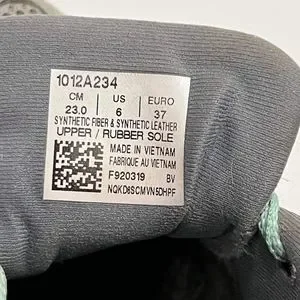 1012A234
CM US EURO
23.0 6 37
SYNTHETIC FIBER & SYNTHETIC LEATHER
UPPER / RUBBER SOLE
MADE IN VIETNAM
FABRIQUE AU VIETNAM
F920319 BV
NQKD6SCMVN5DHPF